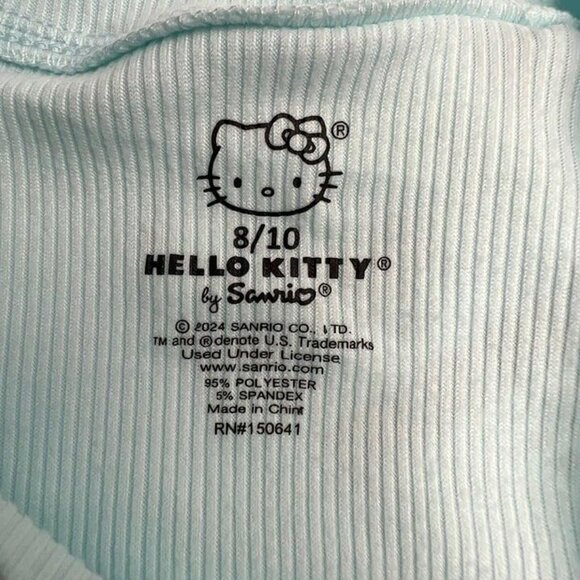 ®
8/10
HELLO KITTY®
by Sanrio®
© 2024 SANRIO CO., LTD.
TM and ® denote U.S. Trademarks
Used Under License
www.sanrio.com
95% POLYESTER
5% SPANDEX
Made in China
RN#150641